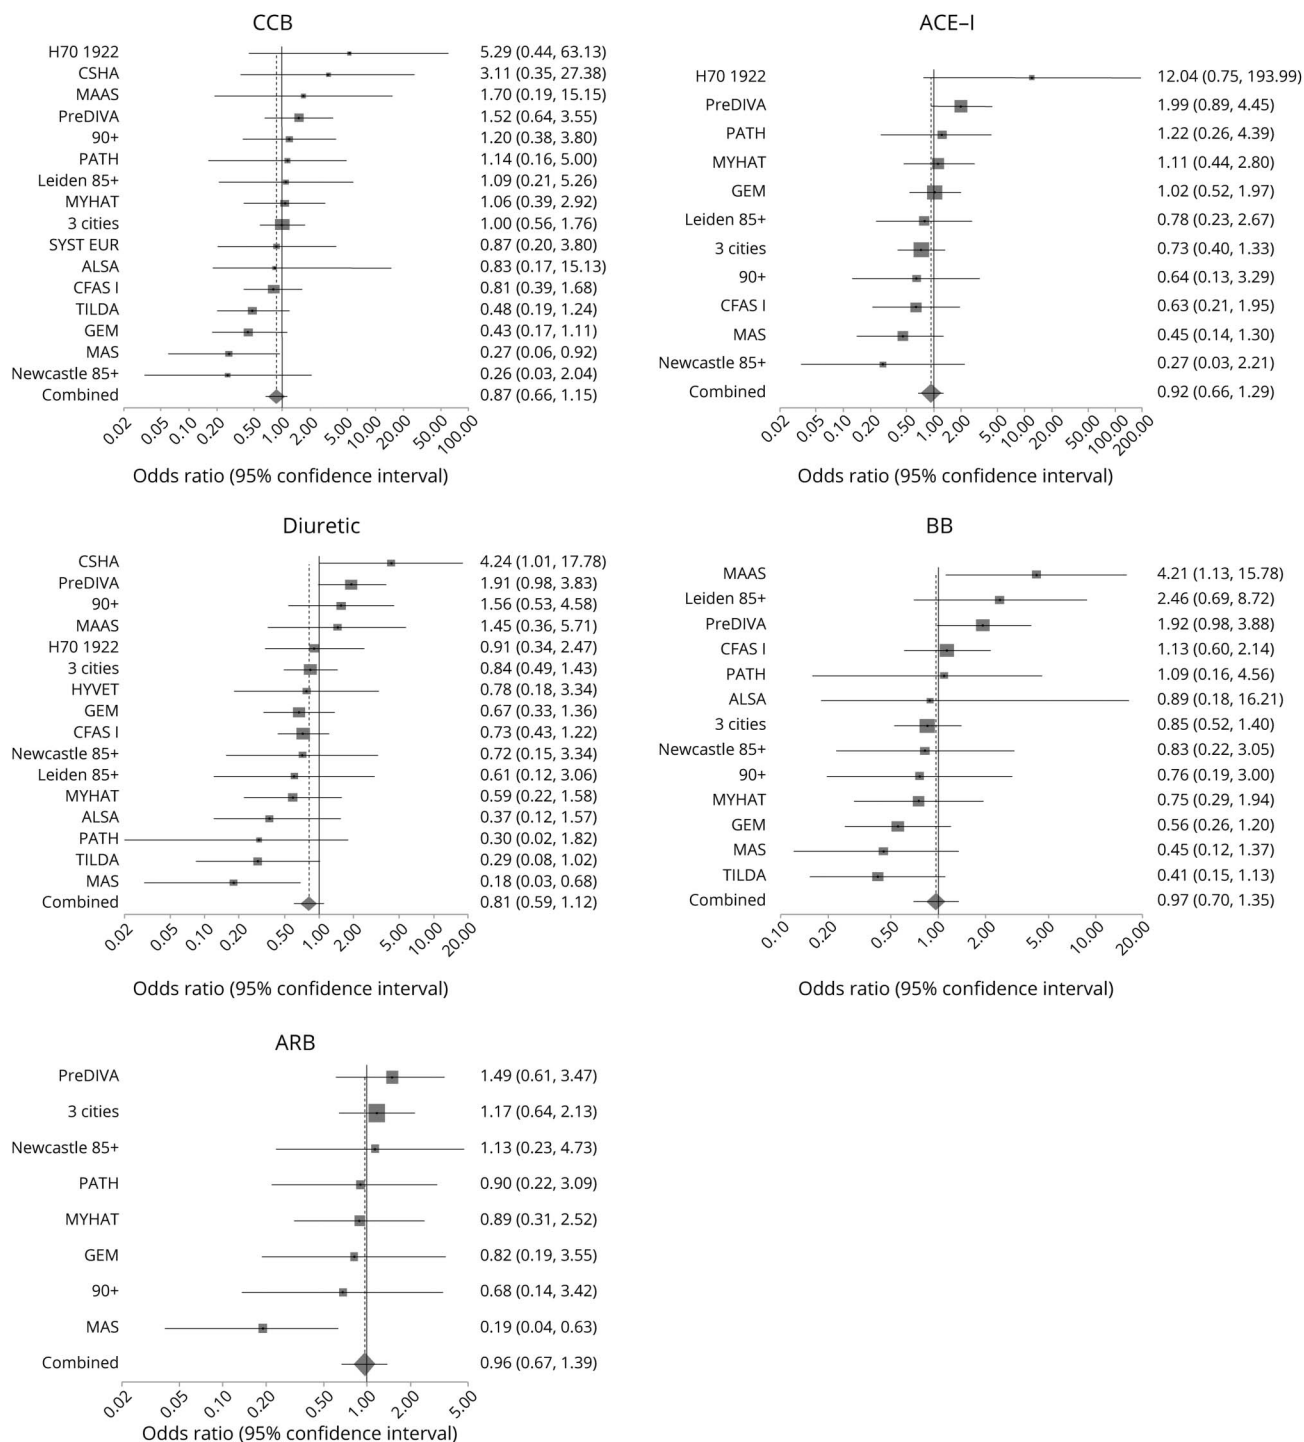 CCB
H70 1922 5.29 (0.44, 63.13)
CSHA 3.11 (0.35, 27.38)
MAAS 1.70 (0.19, 15.15)
PreDIVA 1.52 (0.64, 3.55)
90+ 1.20 (0.38, 3.80)
PATH 1.14 (0.16, 5.00)
Leiden 85+ 1.09 (0.21, 5.26)
MYHAT 1.06 (0.39, 2.92)
3 cities 1.00 (0.56, 1.76)
SYST EUR 0.87 (0.20, 3.80)
ALSA 0.83 (0.17, 15.13)
CFAS I 0.81 (0.39, 1.68)
TILDA 0.48 (0.19, 1.24)
GEM 0.43 (0.17, 1.11)
MAS 0.27 (0.06, 0.92)
Newcastle 85+ 0.26 (0.03, 2.04)
Combined 0.87 (0.66, 1.15)
0.02 0.05 0.10 0.20 0.50 1.00 2.00 5.00 10.00 20.00 50.00 100.00
Odds ratio (95% confidence interval)
ACE–I
H70 1922 12.04 (0.75, 193.99)
PreDIVA 1.99 (0.89, 4.45)
PATH 1.22 (0.26, 4.39)
MYHAT 1.11 (0.44, 2.80)
GEM 1.02 (0.52, 1.97)
Leiden 85+ 0.78 (0.23, 2.67)
3 cities 0.73 (0.40, 1.33)
90+ 0.64 (0.13, 3.29)
CFAS I 0.63 (0.21, 1.95)
MAS 0.45 (0.14, 1.30)
Newcastle 85+ 0.27 (0.03, 2.21)
Combined 0.92 (0.66, 1.29)
0.02 0.05 0.10 0.20 0.50 1.00 2.00 5.00 10.00 20.00 50.00 100.00 200.00
Odds ratio (95% confidence interval)
Diuretic
CSHA 4.24 (1.01, 17.78)
PreDIVA 1.91 (0.98, 3.83)
90+ 1.56 (0.53, 4.58)
MAAS 1.45 (0.36, 5.71)
H70 1922 0.91 (0.34, 2.47)
3 cities 0.84 (0.49, 1.43)
HYVET 0.78 (0.18, 3.34)
GEM 0.67 (0.33, 1.36)
CFAS I 0.73 (0.43, 1.22)
Newcastle 85+ 0.72 (0.15, 3.34)
Leiden 85+ 0.61 (0.12, 3.06)
MYHAT 0.59 (0.22, 1.58)
ALSA 0.37 (0.12, 1.57)
PATH 0.30 (0.02, 1.82)
TILDA 0.29 (0.08, 1.02)
MAS 0.18 (0.03, 0.68)
Combined 0.81 (0.59, 1.12)
0.02 0.05 0.10 0.20 0.50 1.00 2.00 5.00 10.00 20.00
Odds ratio (95% confidence interval)
BB
MAAS 4.21 (1.13, 15.78)
Leiden 85+ 2.46 (0.69, 8.72)
PreDIVA 1.92 (0.98, 3.88)
CFAS I 1.13 (0.60, 2.14)
PATH 1.09 (0.16, 4.56)
ALSA 0.89 (0.18, 16.21)
3 cities 0.85 (0.52, 1.40)
Newcastle 85+ 0.83 (0.22, 3.05)
90+ 0.76 (0.19, 3.00)
MYHAT 0.75 (0.29, 1.94)
GEM 0.56 (0.26, 1.20)
MAS 0.45 (0.12, 1.37)
TILDA 0.41 (0.15, 1.13)
Combined 0.97 (0.70, 1.35)
0.10 0.20 0.50 1.00 2.00 5.00 10.00 20.00
Odds ratio (95% confidence interval)
ARB
PreDIVA 1.49 (0.61, 3.47)
3 cities 1.17 (0.64, 2.13)
Newcastle 85+ 1.13 (0.23, 4.73)
PATH 0.90 (0.22, 3.09)
MYHAT 0.89 (0.31, 2.52)
GEM 0.82 (0.19, 3.55)
90+ 0.68 (0.14, 3.42)
MAS 0.19 (0.04, 0.63)
Combined 0.96 (0.67, 1.39)
0.02 0.05 0.10 0.20 0.50 1.00 2.00 5.00
Odds ratio (95% confidence interval)